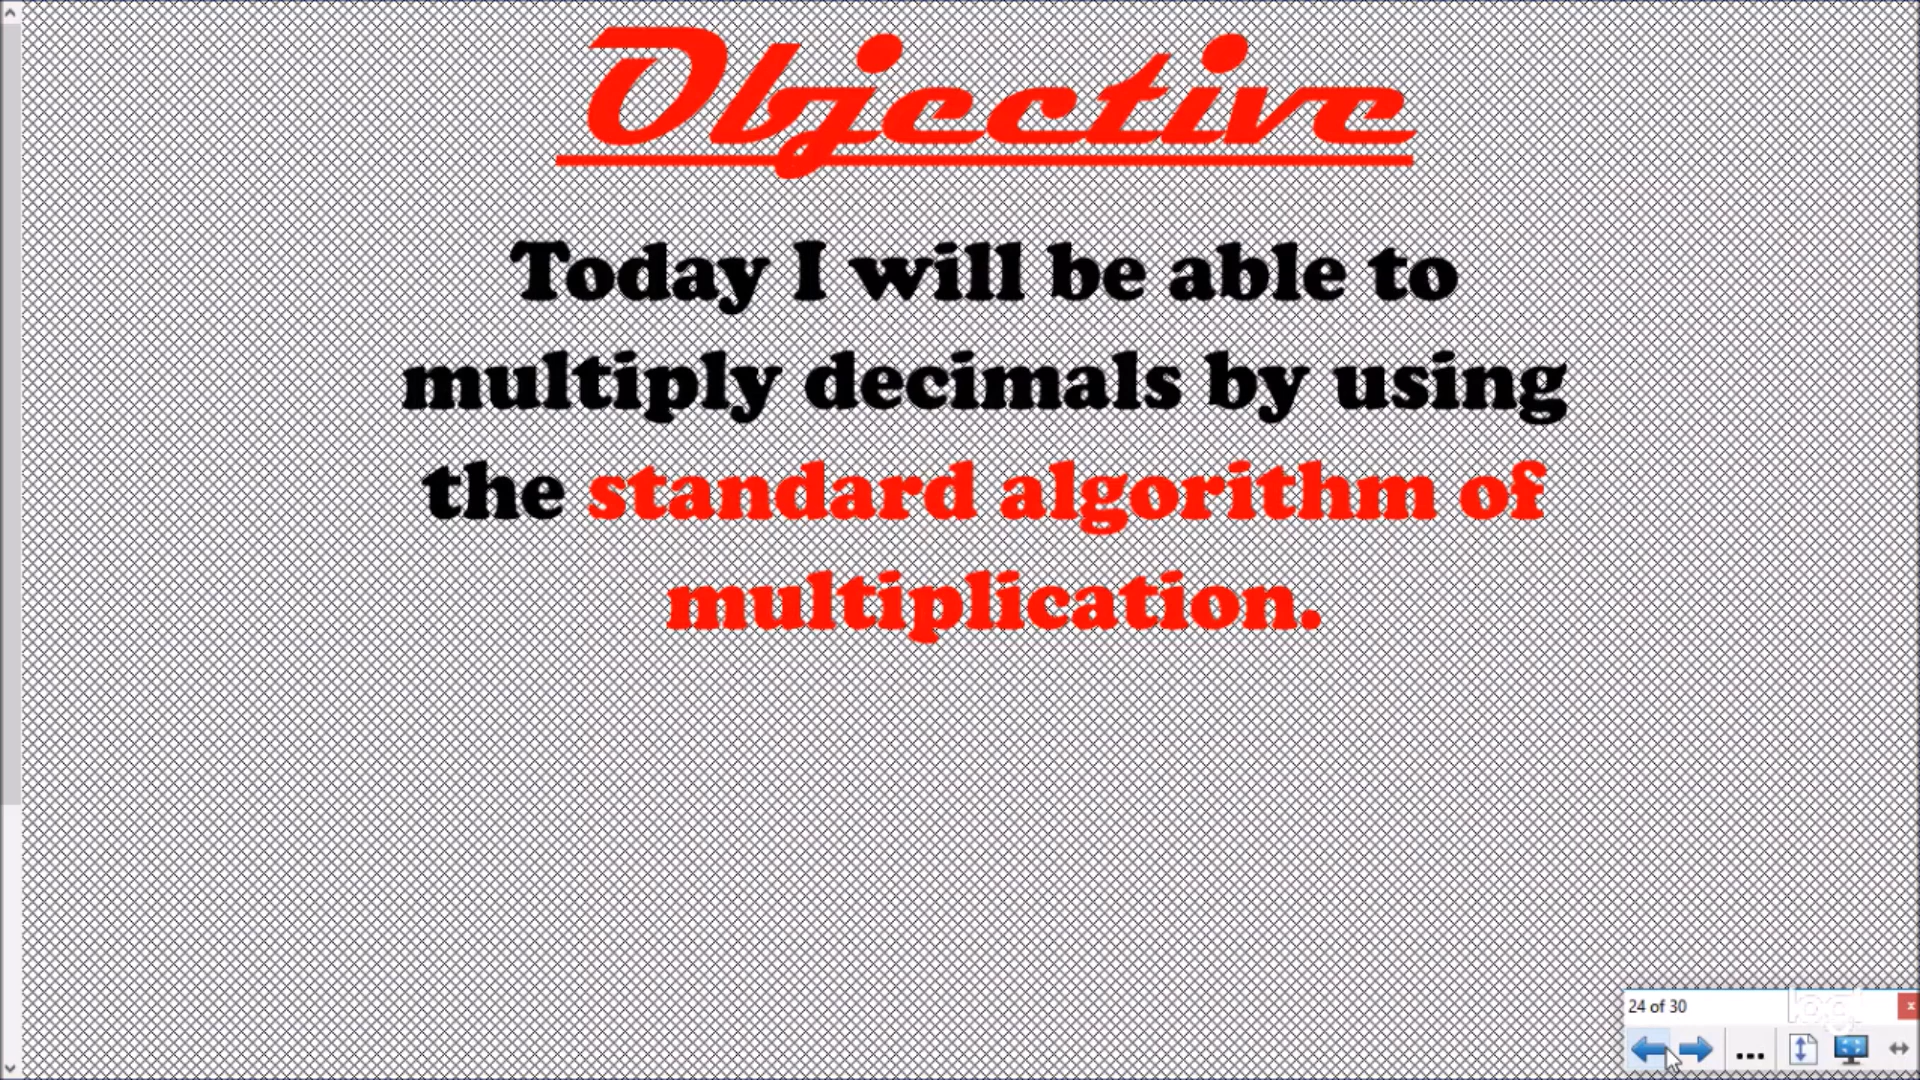 Objective
Today I will be able to
multiply decimals by using
the standard algorithm of
multiplication.
24 of 30